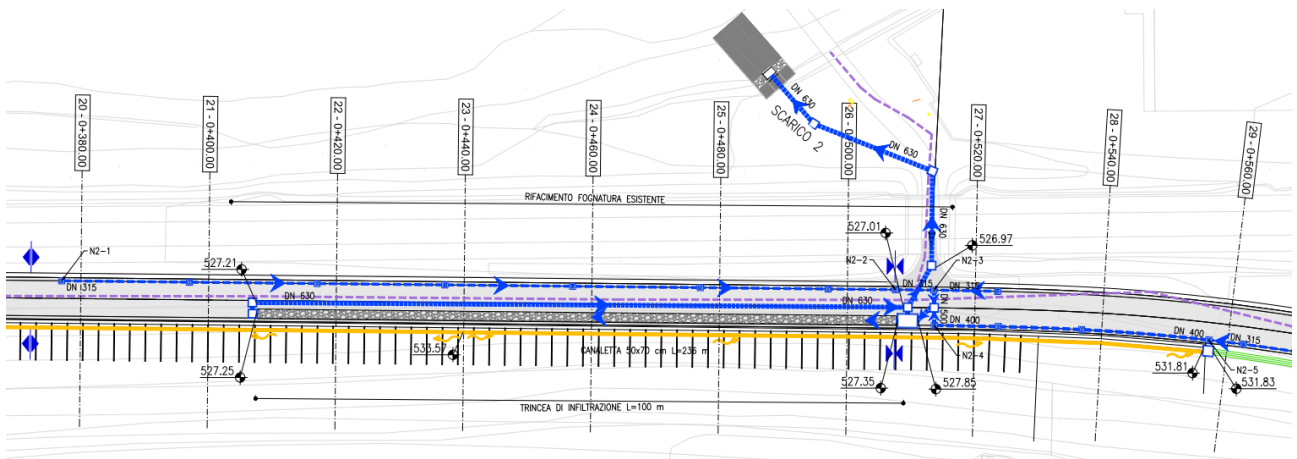 20 - 0+380.00
21 - 0+400.00
22 - 0+420.00
23 - 0+440.00
24 - 0+460.00
25 - 0+480.00
26 - 0+500.00
27 - 0+520.00
28 - 0+540.00
29 - 0+560.00
DN 630
SCARICO 2
DN 630
RIFACIMENTO FOGNATURA ESISTENTE
DN 630
527.01
526.97
N2-1
527.21
N2-2
N2-3
DN 315
DN 315
DN 315
DN 630
DN 630
DN 500
DN 400
DN 400
DN 315
533.57
CANALETTA 50x70 cm L=236 m
N2-4
N2-5
527.25
527.35
527.85
531.81
531.83
TRINCEA DI INFILTRAZIONE L=100 m